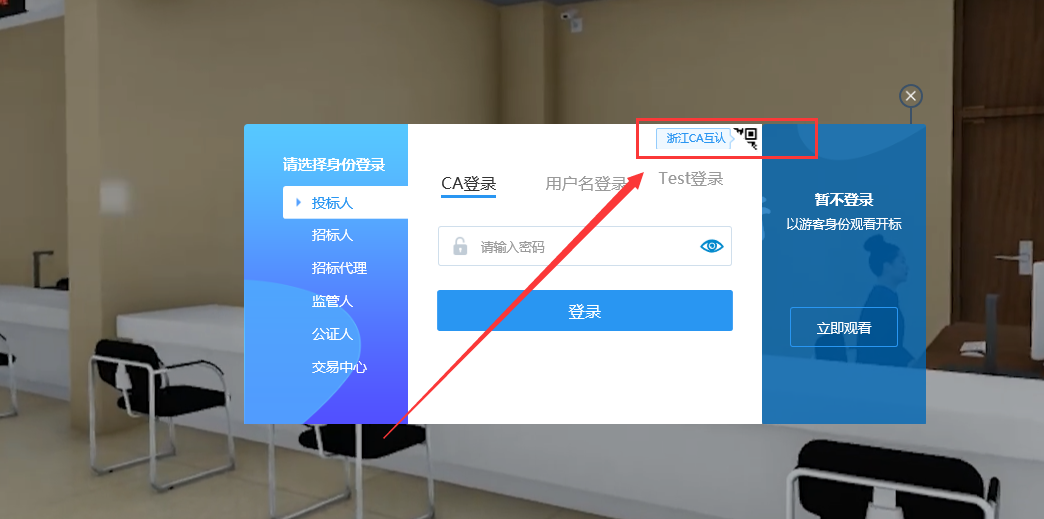 请选择身份登录
投标人
招标人
招标代理
监管人
公证人
交易中心
浙江CA互认
CA登录
用户名登录
Test登录
请输入密码
登录
暂不登录
以游客身份观看开标
立即观看